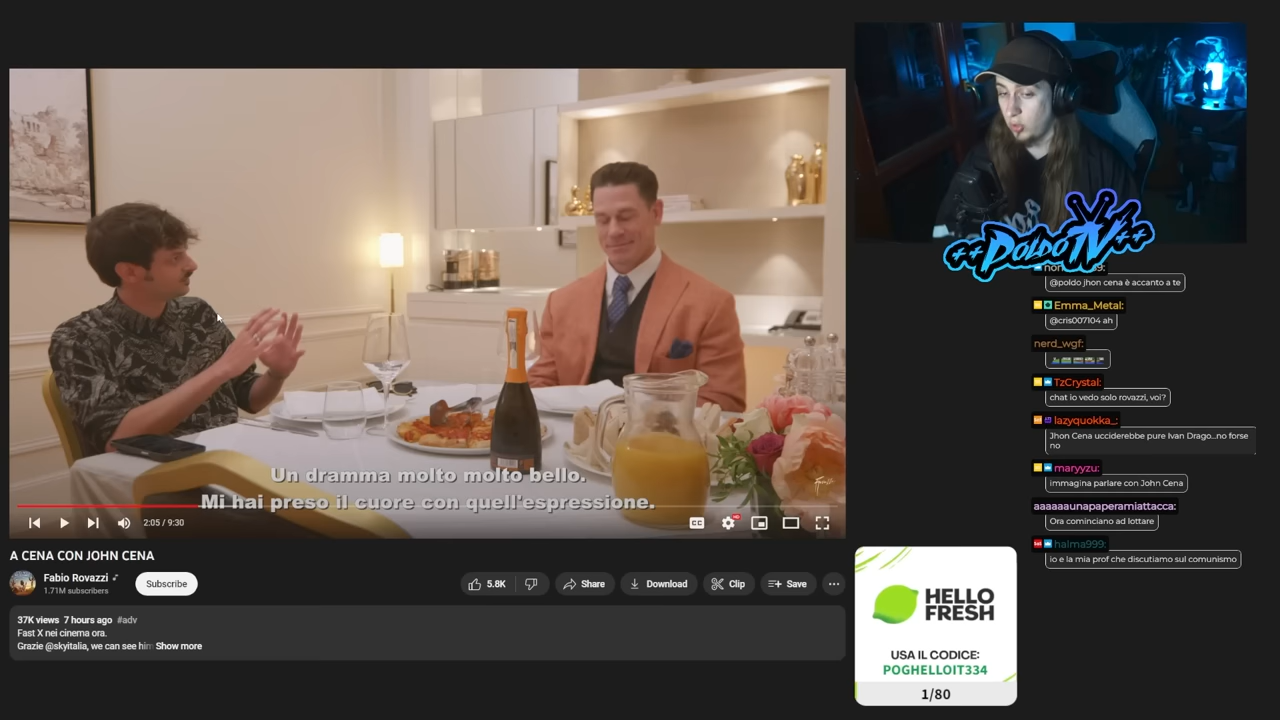 Un dramma molto molto bello.
Mi hai preso il cuore con quell'espressione.
2:05 / 9:30
CC
HD
A CENA CON JOHN CENA
Fabio Rovazzi
1.71M subscribers
Subscribe
5.8K
Share
Download
Clip
Save
37K views 7 hours ago #adv
Fast X nei cinema ora.
Grazie @skyitalia, we can see him Show more
++POLDOTV++
@poldo jhon cena è accanto a te
Emma_Metal:
@cris007104 ah
nerd_wgf:
TzCrystal:
chat io vedo solo rovazzi, voi?
lazyquokka_:
Jhon Cena ucciderebbe pure Ivan Drago...no forse
no
maryyzu:
immagina parlare con John Cena
aaaaaaunapaperamiattacca:
Ora cominciano ad lottare
halma999:
io e la mia prof che discutiamo sul comunismo
HELLO
FRESH
USA IL CODICE:
POGHELLOIT334
1/80